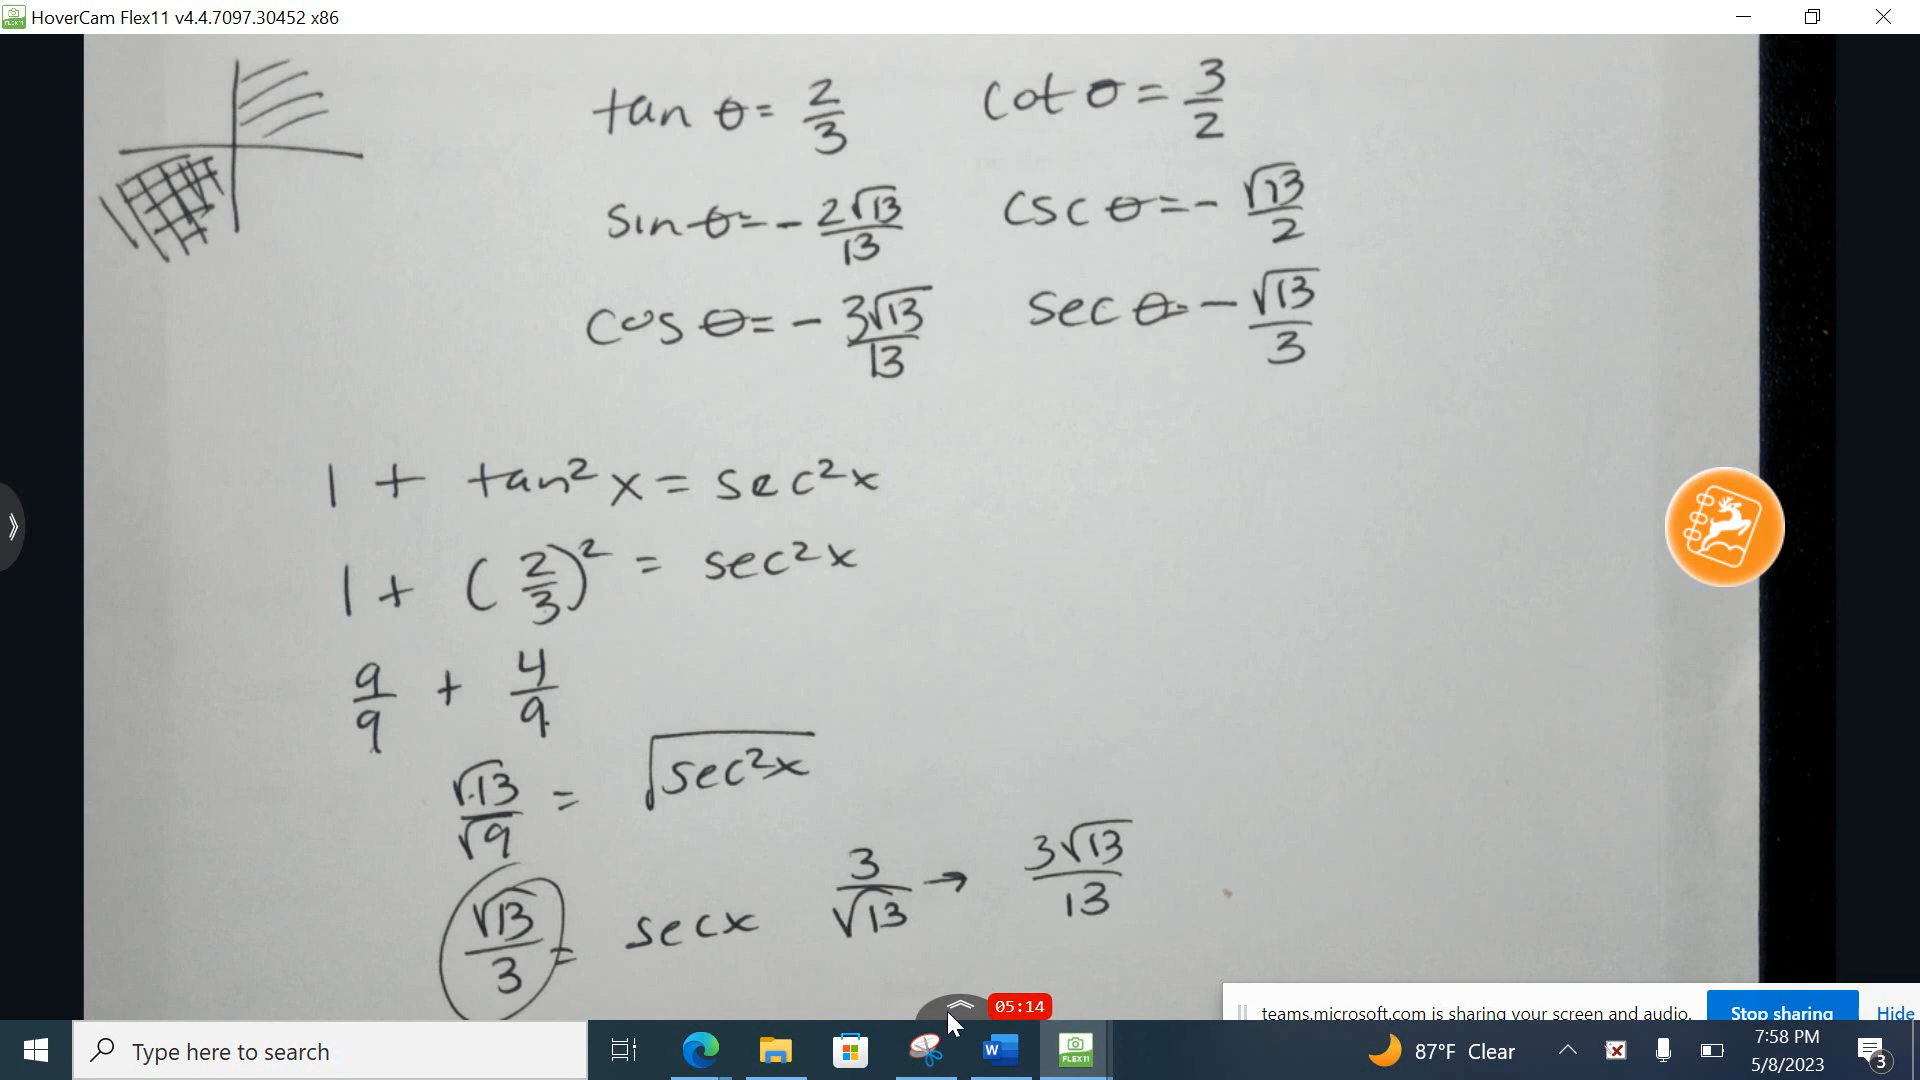 HoverCam Flex11 v4.4.7097.30452 x86
tan θ = 2/3 cot θ = 3/2
sin θ = - 2√13/13 csc θ = - √13/2
cos θ = - 3√13/13 sec θ = - √13/3
1 + tan²x = sec²x
1 + (2/3)² = sec²x
9/9 + 4/9
√13/√9 = √sec²x
√13/3 = secx 3/√13 → 3√13/13
05:14
teams.microsoft.com is sharing your screen and audio. Stop sharing Hide
Type here to search
W
FLEX11
87°F Clear
7:58 PM
5/8/2023
3